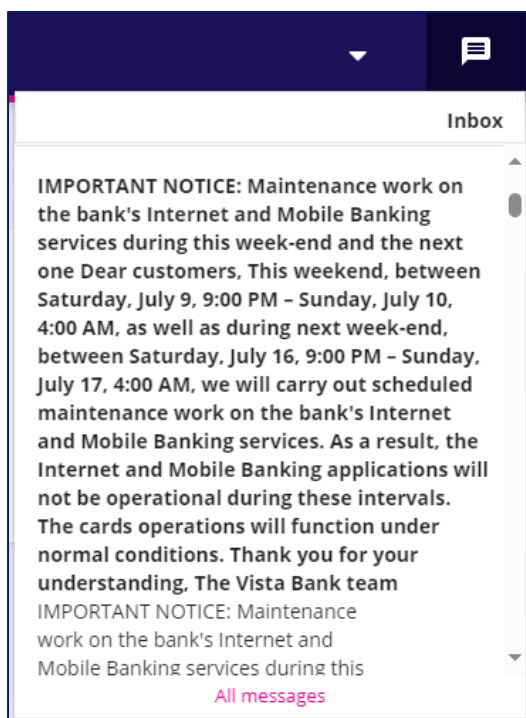 Inbox
IMPORTANT NOTICE: Maintenance work on
the bank's Internet and Mobile Banking
services during this week-end and the next
one Dear customers, This weekend, between
Saturday, July 9, 9:00 PM – Sunday, July 10,
4:00 AM, as well as during next week-end,
between Saturday, July 16, 9:00 PM – Sunday,
July 17, 4:00 AM, we will carry out scheduled
maintenance work on the bank's Internet
and Mobile Banking services. As a result, the
Internet and Mobile Banking applications will
not be operational during these intervals.
The cards operations will function under
normal conditions. Thank you for your
understanding, The Vista Bank team
IMPORTANT NOTICE: Maintenance
work on the bank's Internet and
Mobile Banking services during this
All messages